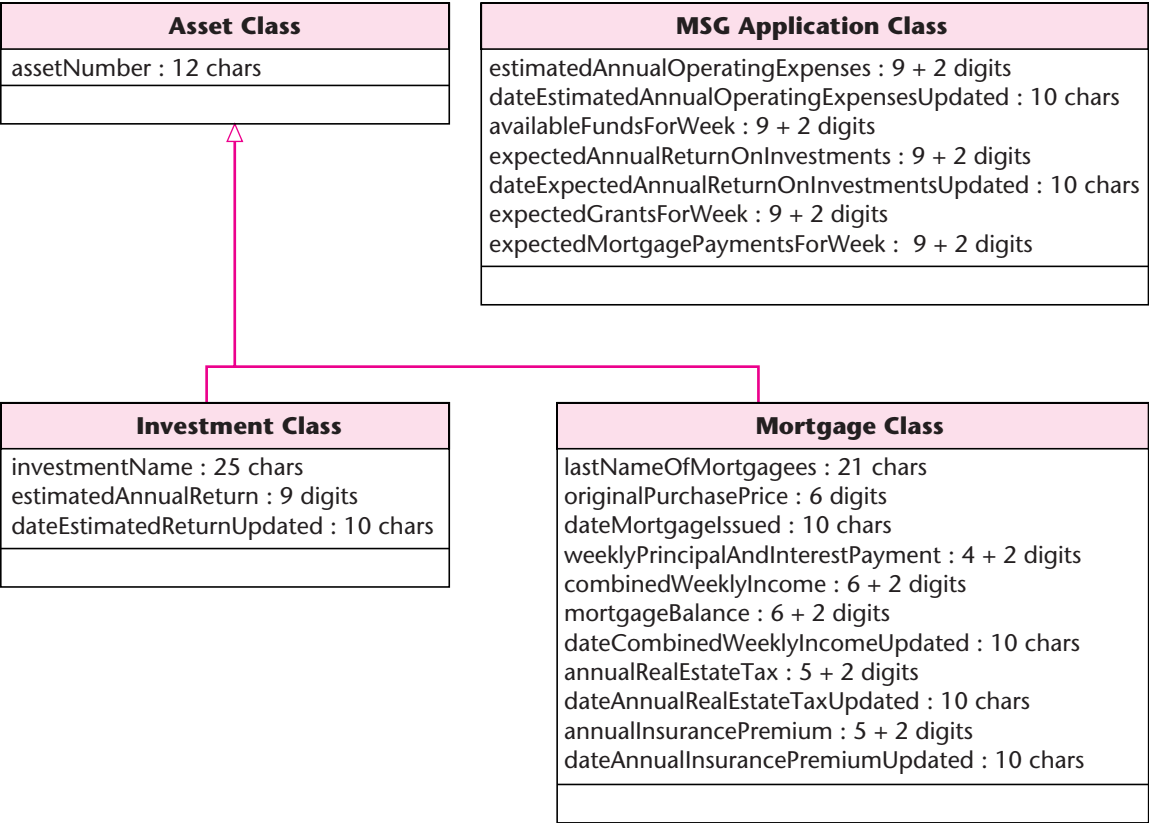 Asset Class
assetNumber : 12 chars
MSG Application Class
estimatedAnnualOperatingExpenses : 9 + 2 digits
dateEstimatedAnnualOperatingExpensesUpdated : 10 chars
availableFundsForWeek : 9 + 2 digits
expectedAnnualReturnOnInvestments : 9 + 2 digits
dateExpectedAnnualReturnOnInvestmentsUpdated : 10 chars
expectedGrantsForWeek : 9 + 2 digits
expectedMortgagePaymentsForWeek : 9 + 2 digits
Investment Class
investmentName : 25 chars
estimatedAnnualReturn : 9 digits
dateEstimatedReturnUpdated : 10 chars
Mortgage Class
lastNameOfMortgagees : 21 chars
originalPurchasePrice : 6 digits
dateMortgageIssued : 10 chars
weeklyPrincipalAndInterestPayment : 4 + 2 digits
combinedWeeklyIncome : 6 + 2 digits
mortgageBalance : 6 + 2 digits
dateCombinedWeeklyIncomeUpdated : 10 chars
annualRealEstateTax : 5 + 2 digits
dateAnnualRealEstateTaxUpdated : 10 chars
annualInsurancePremium : 5 + 2 digits
dateAnnualInsurancePremiumUpdated : 10 chars